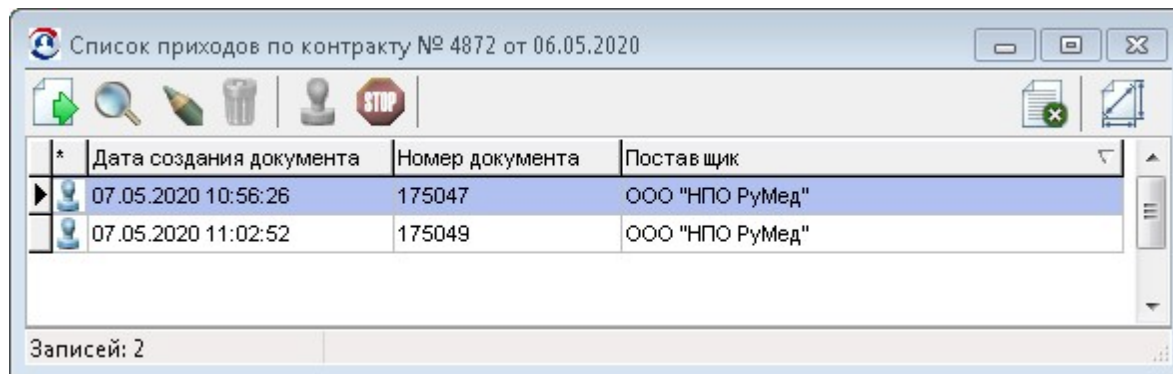 Список приходов по контракту № 4872 от 06.05.2020
STOP
* Дата создания документа Номер документа Поставщик
07.05.2020 10:56:26 175047 ООО "НПО РуМед"
07.05.2020 11:02:52 175049 ООО "НПО РуМед"
Записей: 2